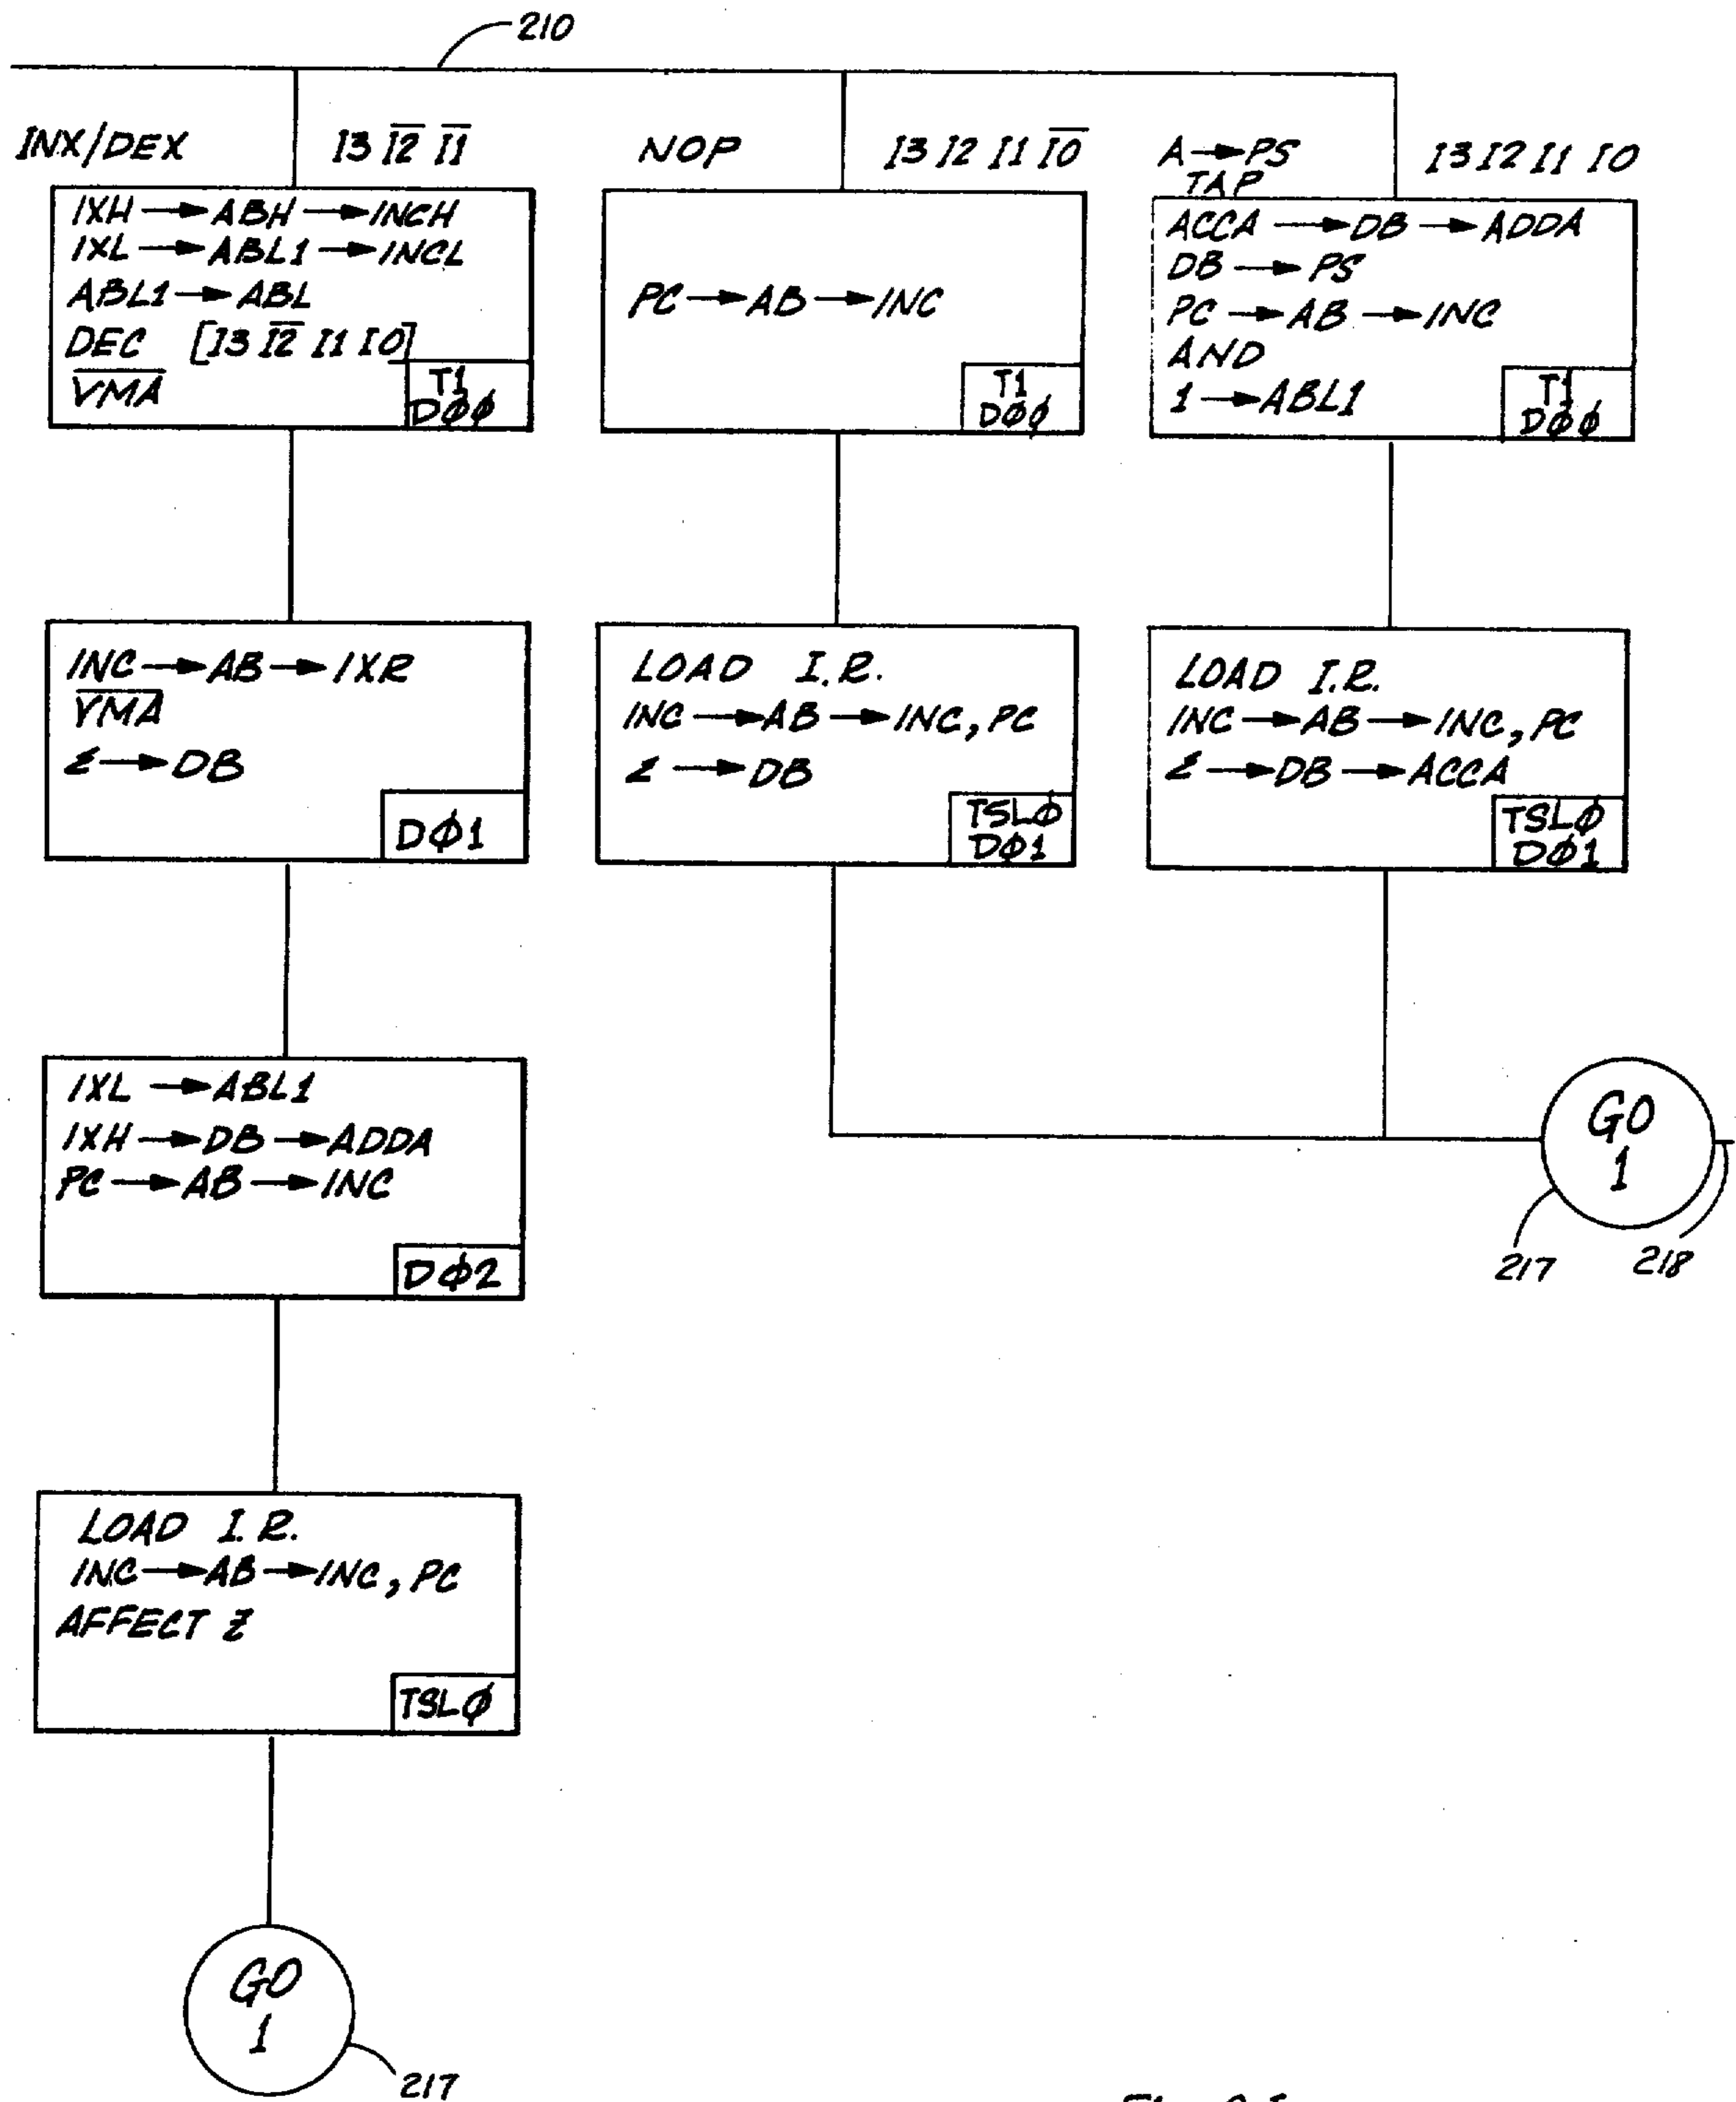 210
INX/DEX
I3 I̅2̅ I̅1̅
IXH → ABH → INCH
IXL → ABL1 → INCL
ABL1 → ABL
DEC [I3 I̅2̅ I1 I0]
V̅M̅A̅
T1
DØØ
INC → AB → IXR
V̅M̅A̅
Σ → DB
DØ1
IXL → ABL1
IXH → DB → ADDA
PC → AB → INC
DØ2
LOAD I.R.
INC → AB → INC, PC
AFFECT Z
TSLØ
GO
1
217
NOP
I3 I2 I1 I̅0̅
PC → AB → INC
T1
DØØ
LOAD I.R.
INC → AB → INC, PC
Σ → DB
TSLØ
DØ1
A → PS
TAP
I3 I2 I1 I0
ACCA → DB → ADDA
DB → PS
PC → AB → INC
AND
1 → ABL1
T1
DØØ
LOAD I.R.
INC → AB → INC, PC
Σ → DB → ACCA
TSLØ
DØ1
GO
1
217
218